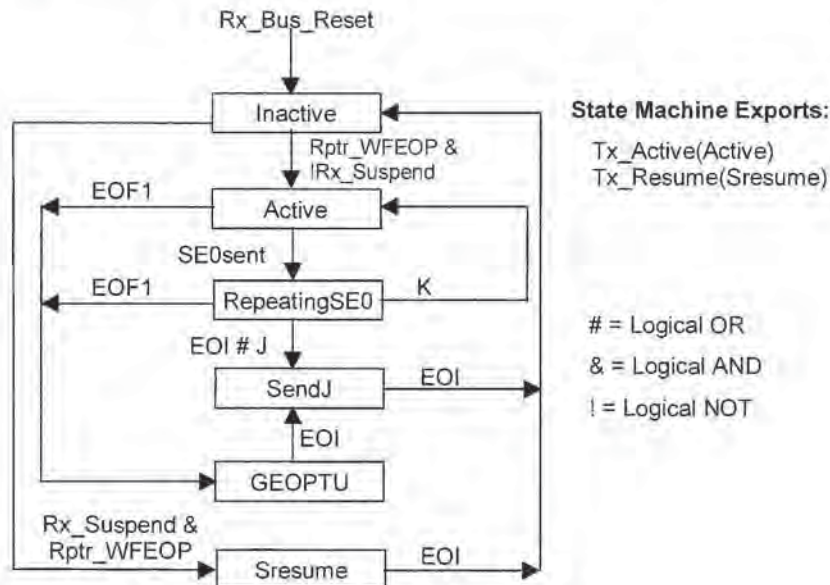 Rx_Bus_Reset
Inactive
State Machine Exports:
Rptr_WFEOP &
!Rx_Suspend
Tx_Active(Active)
Tx_Resume(Sresume)
EOF1
Active
SE0sent
EOF1
RepeatingSE0
K
EOI # J
# = Logical OR
SendJ
EOI
& = Logical AND
! = Logical NOT
EOI
GEOPTU
Rx_Suspend &
Rptr_WFEOP
Sresume
EOI